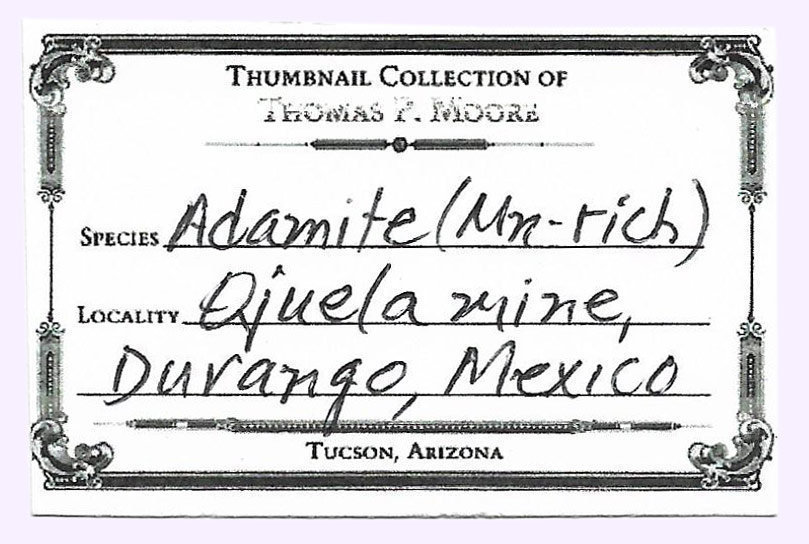 THUMBNAIL COLLECTION OF
THOMAS P. MOORE
SPECIES Adamite (Mn-rich)
LOCALITY Ojuela mine,
Durango, Mexico
TUCSON, ARIZONA